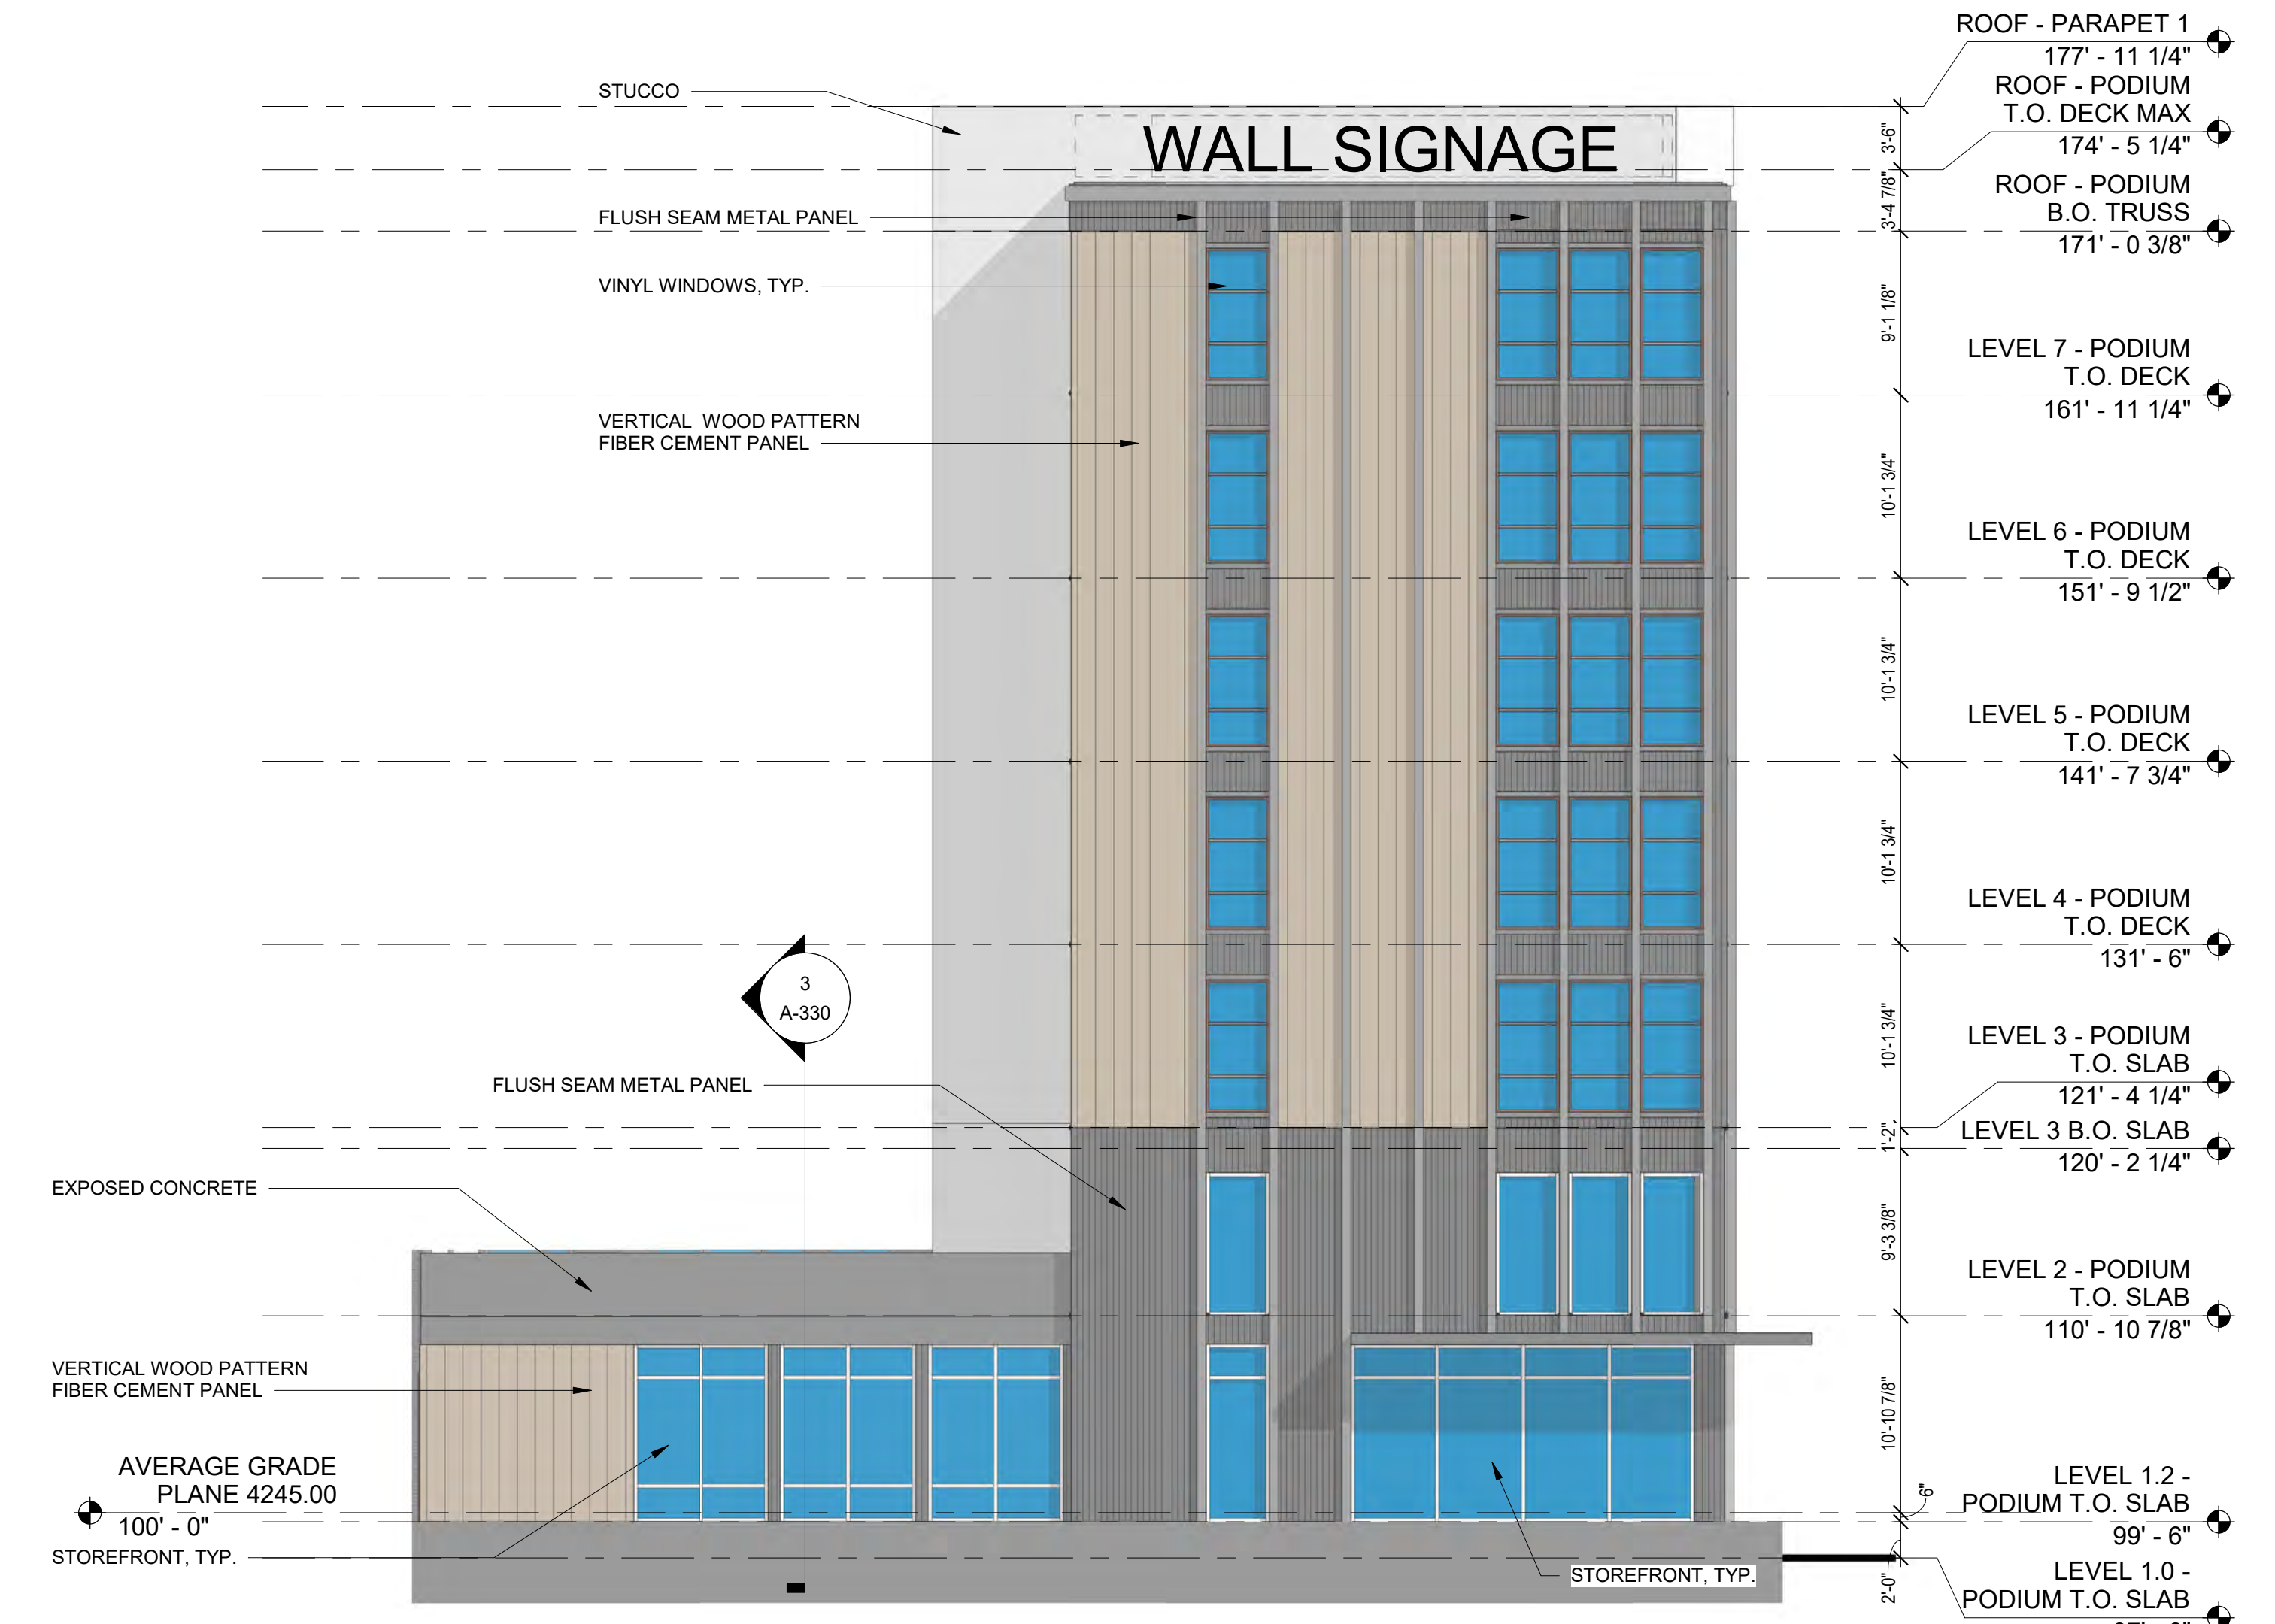 ROOF - PARAPET 1
177' - 11 1/4"
ROOF - PODIUM
T.O. DECK MAX
174' - 5 1/4"
ROOF - PODIUM
B.O. TRUSS
171' - 0 3/8"
LEVEL 7 - PODIUM
T.O. DECK
161' - 11 1/4"
LEVEL 6 - PODIUM
T.O. DECK
151' - 9 1/2"
LEVEL 5 - PODIUM
T.O. DECK
141' - 7 3/4"
LEVEL 4 - PODIUM
T.O. DECK
131' - 6"
LEVEL 3 - PODIUM
T.O. SLAB
121' - 4 1/4"
LEVEL 3 B.O. SLAB
120' - 2 1/4"
LEVEL 2 - PODIUM
T.O. SLAB
110' - 10 7/8"
LEVEL 1.2 -
PODIUM T.O. SLAB
99' - 6"
LEVEL 1.0 -
PODIUM T.O. SLAB
3'-6"
3'-4 7/8"
9'-1 1/8"
10'-1 3/4"
10'-1 3/4"
10'-1 3/4"
10'-1 3/4"
1'-2"
9'-3 3/8"
10'-10 7/8"
6"
2'-0"
STUCCO
WALL SIGNAGE
FLUSH SEAM METAL PANEL
VINYL WINDOWS, TYP.
VERTICAL WOOD PATTERN
FIBER CEMENT PANEL
3
A-330
FLUSH SEAM METAL PANEL
EXPOSED CONCRETE
VERTICAL WOOD PATTERN
FIBER CEMENT PANEL
AVERAGE GRADE
PLANE 4245.00
100' - 0"
STOREFRONT, TYP.
STOREFRONT, TYP.